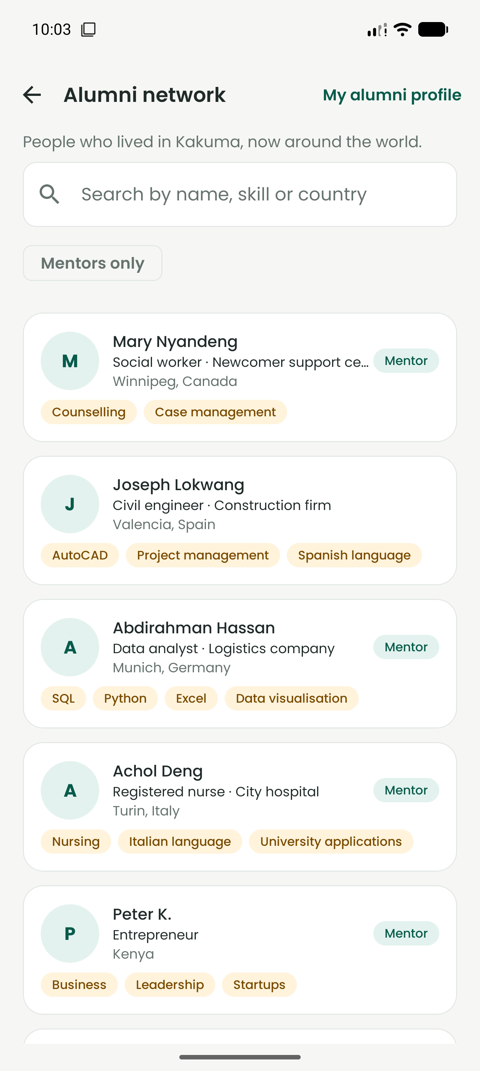 10:03
Alumni network
My alumni profile
People who lived in Kakuma, now around the world.
Search by name, skill or country
Mentors only
M
Mary Nyandeng
Social worker · Newcomer support ce...
Winnipeg, Canada
Mentor
Counselling
Case management
J
Joseph Lokwang
Civil engineer · Construction firm
Valencia, Spain
AutoCAD
Project management
Spanish language
A
Abdirahman Hassan
Data analyst · Logistics company
Munich, Germany
Mentor
SQL
Python
Excel
Data visualisation
A
Achol Deng
Registered nurse · City hospital
Turin, Italy
Mentor
Nursing
Italian language
University applications
P
Peter K.
Entrepreneur
Kenya
Mentor
Business
Leadership
Startups